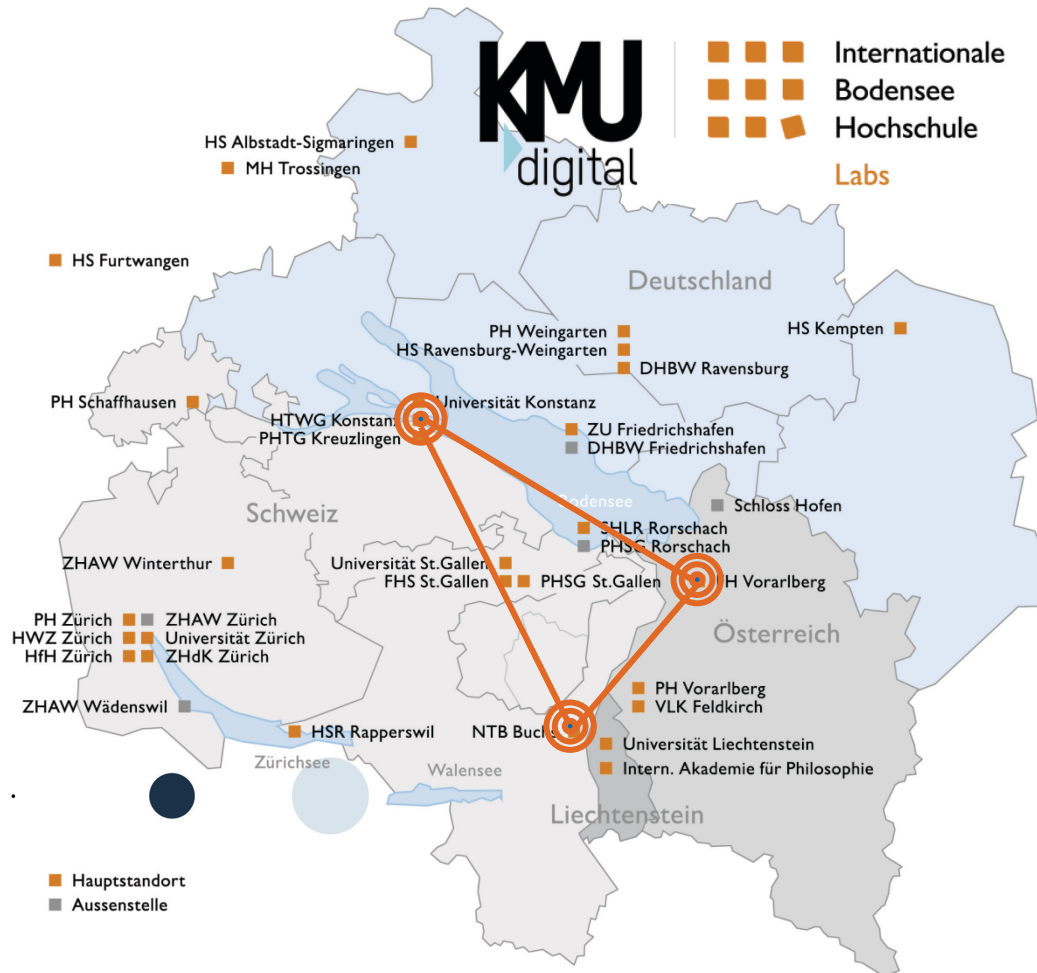 KMU
digital
Internationale
Bodensee
Hochschule
Labs
HS Albstadt-Sigmaringen
MH Trossingen
HS Furtwangen
Deutschland
PH Weingarten
HS Kempten
HS Ravensburg-Weingarten
DHBW Ravensburg
PH Schaffhausen
Universität Konstanz
HTWG Konstanz
PHTG Kreuzlingen
ZU Friedrichshafen
DHBW Friedrichshafen
Bodensee
Schloss Hofen
Schweiz
SHLR Rorschach
PHSG Rorschach
ZHAW Winterthur
Universität St.Gallen
FHS St.Gallen
PHSG St.Gallen
FH Vorarlberg
PH Zürich
ZHAW Zürich
HWZ Zürich
Universität Zürich
Österreich
HfH Zürich
ZHdK Zürich
PH Vorarlberg
VLK Feldkirch
ZHAW Wädenswil
HSR Rapperswil
NTB Buchs
Universität Liechtenstein
Zürichsee
Walensee
Intern. Akademie für Philosophie
Liechtenstein
Hauptstandort
Aussenstelle